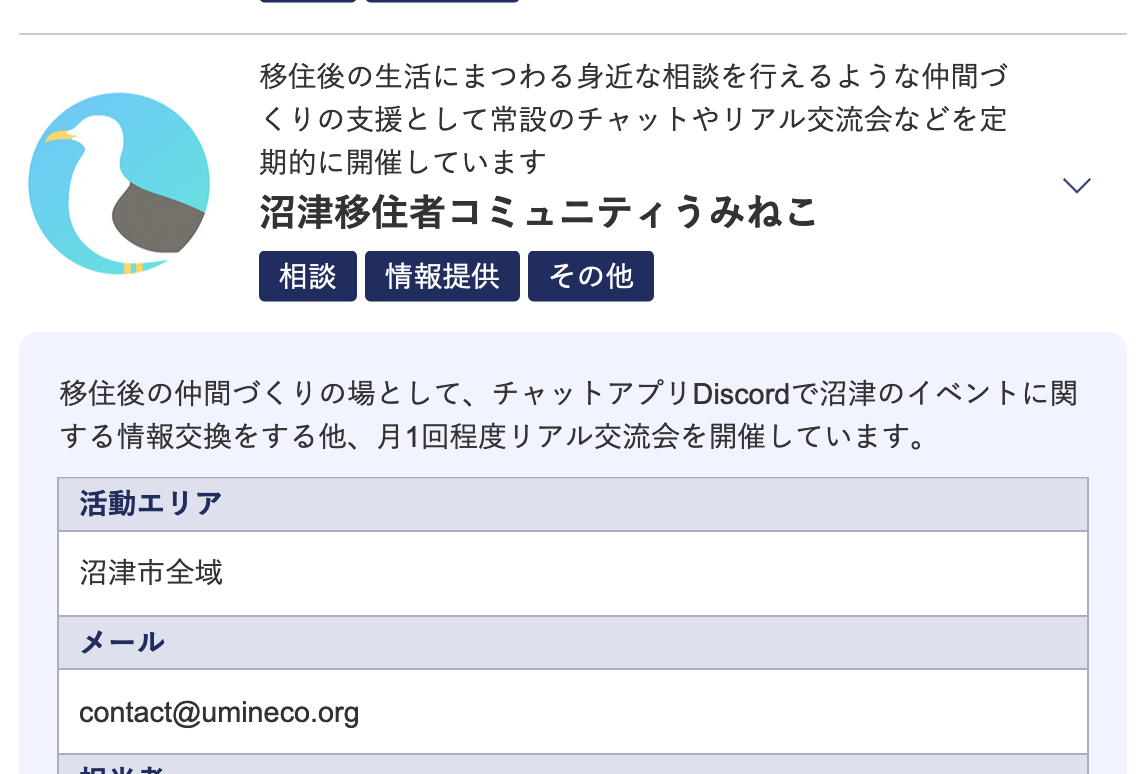 移住後の生活にまつわる身近な相談を行えるような仲間づ
くりの支援として常設のチャットやリアル交流会などを定
期的に開催しています
沼津移住者コミュニティうみねこ
相談 情報提供 その他
移住後の仲間づくりの場として、チャットアプリDiscordで沼津のイベントに関
する情報交換をする他、月1回程度リアル交流会を開催しています。
活動エリア
沼津市全域
メール
contact@umineco.org
担当者